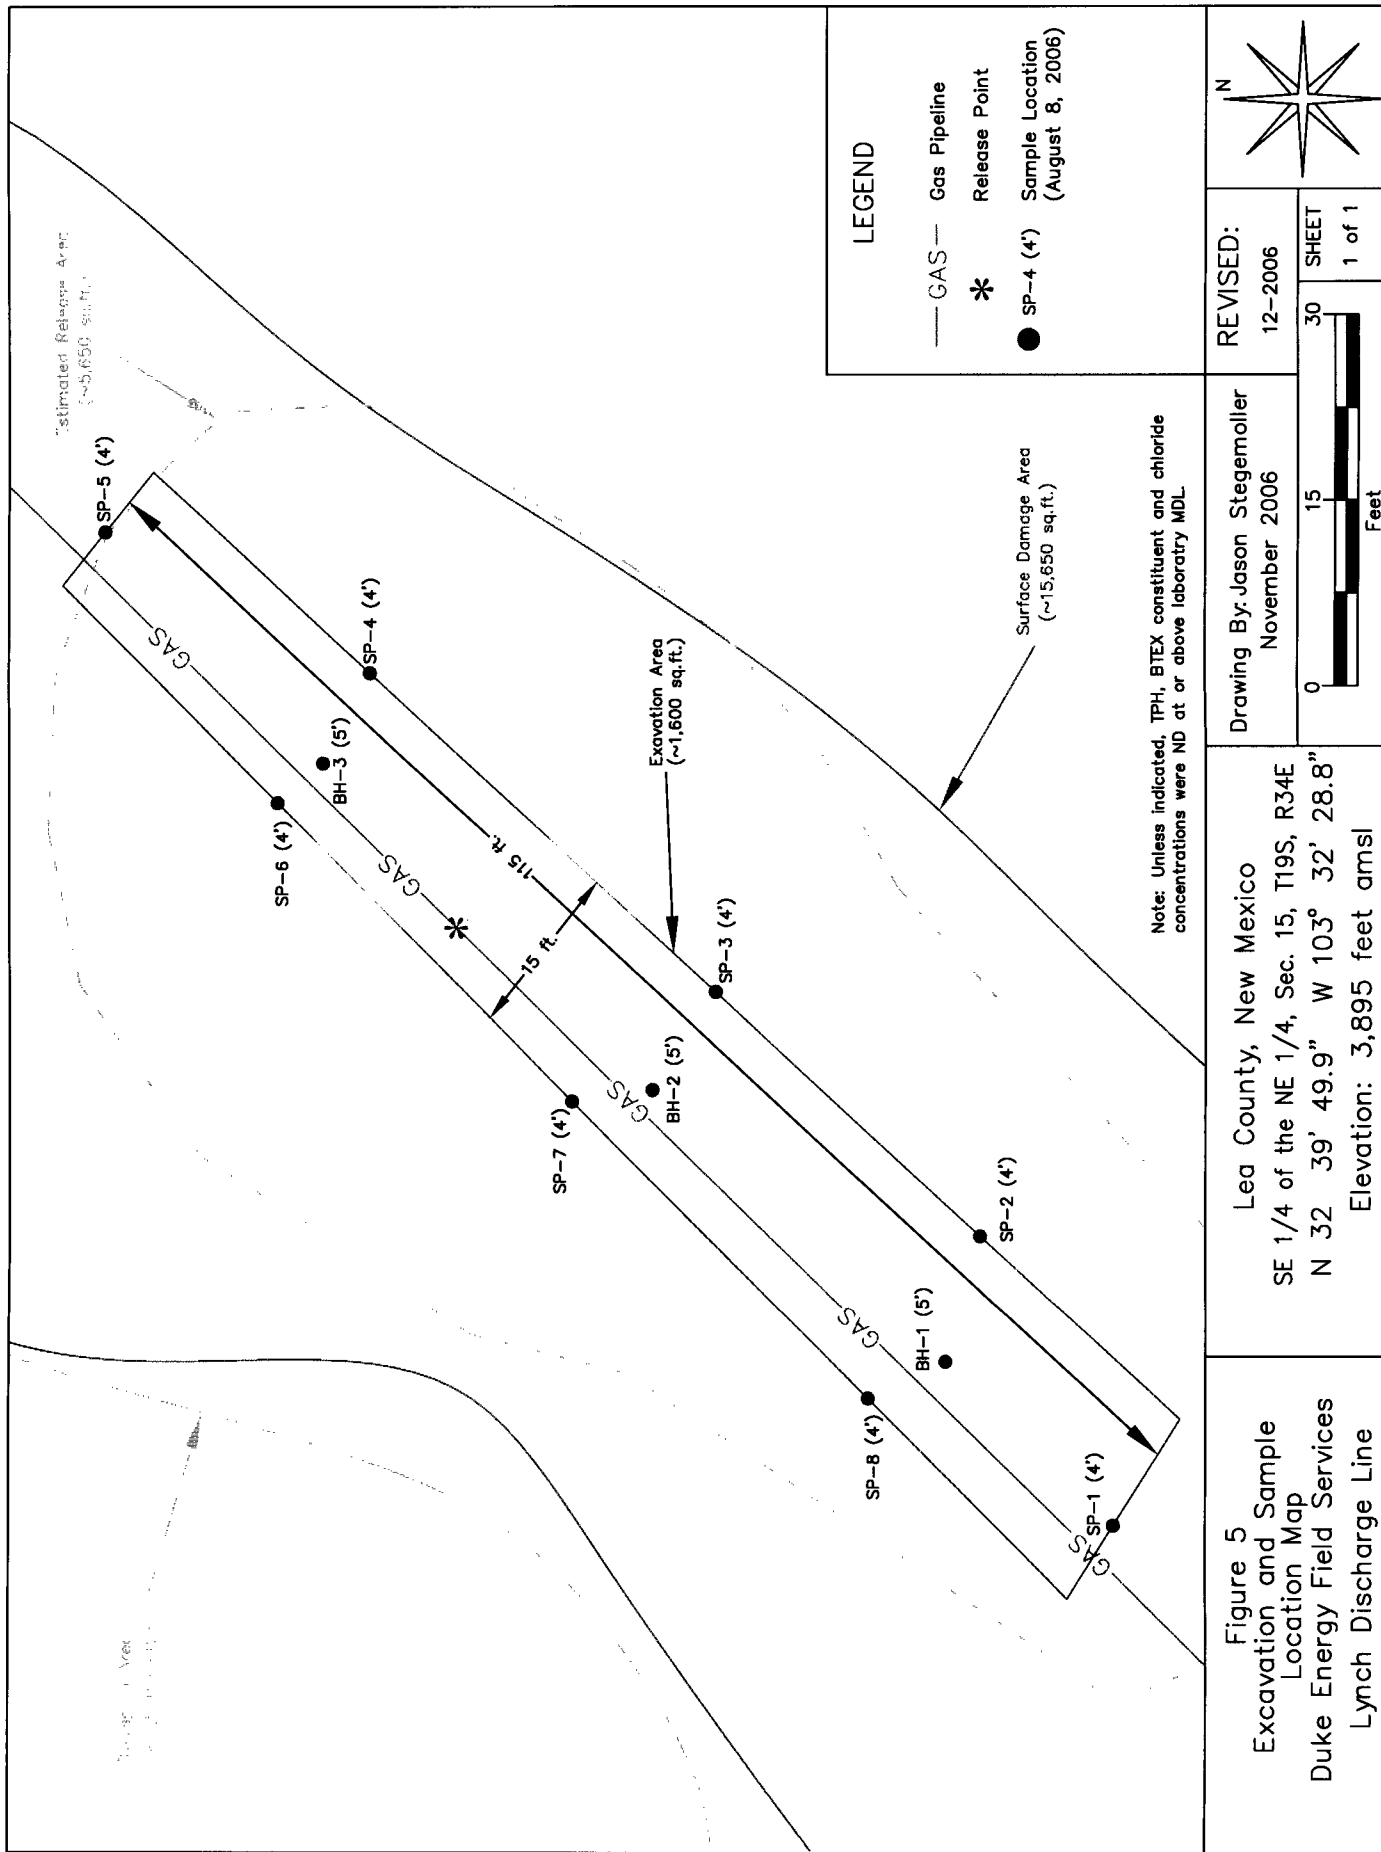 (~5,650 sq.ft.)
SP-5 (4')
GAS
SP-4 (4')
BH-3 (5')
SP-6 (4')
GAS
115 ft.
15 ft.
Exavation Area
(~1,600 sq.ft.)
SP-3 (4')
BH-2 (5')
GAS
SP-7 (4')
Surface Damage Area
(~15,650 sq.ft.)
SP-2 (4')
GAS
BH-1 (5')
SP-8 (4')
SP-1 (4')
GAS
Note: Unless indicated, TPH, BTEX constituent and chloride
concentrations were ND at or above laboratry MDL.
LEGEND
GAS Gas Pipeline
Release Point
SP-4 (4') Sample Location
(August 8, 2006)
Figure 5
Excavation and Sample
Location Map
Duke Energy Field Services
Lynch Discharge Line
Lea County, New Mexico
SE 1/4 of the NE 1/4, Sec. 15, T19S, R34E
N 32 39' 49.9" W 103° 32' 28.8"
Elevation: 3,895 feet amsl
Drawing By: Jason Stegemoller
November 2006
REVISED:
12-2006
0 15 30
Feet
SHEET
1 of 1
N